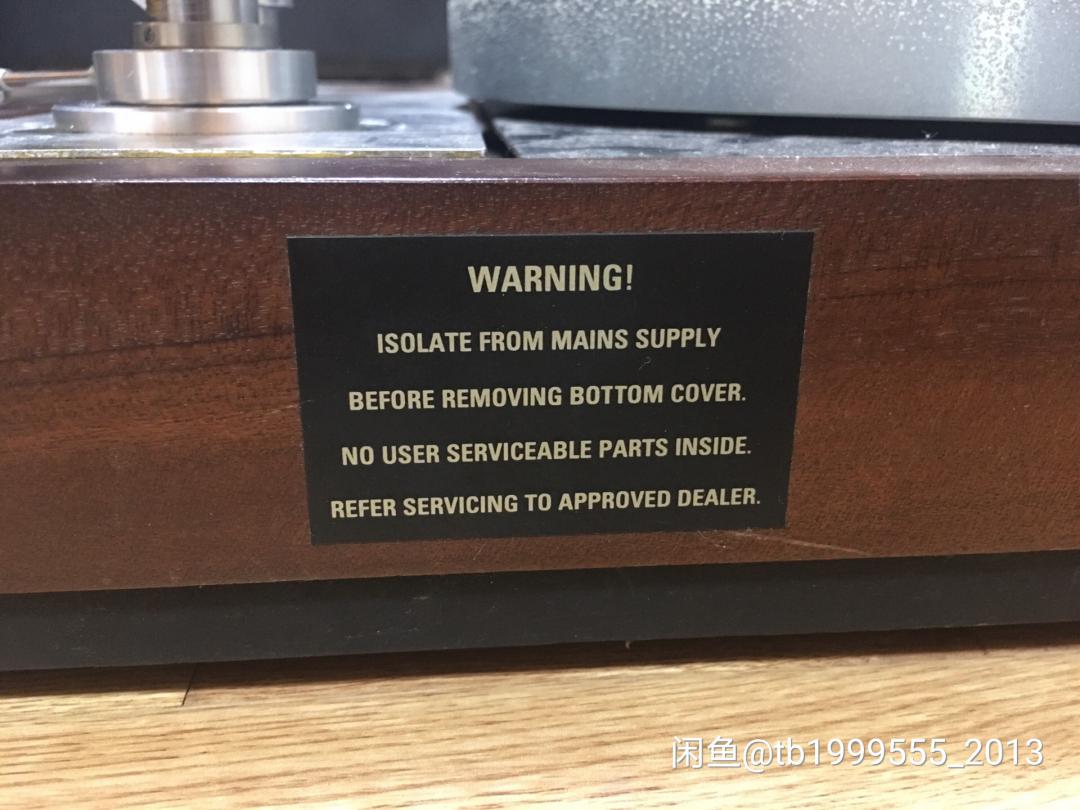 WARNING!
ISOLATE FROM MAINS SUPPLY
BEFORE REMOVING BOTTOM COVER.
NO USER SERVICEABLE PARTS INSIDE.
REFER SERVICING TO APPROVED DEALER.
闲鱼@tb1999555_2013